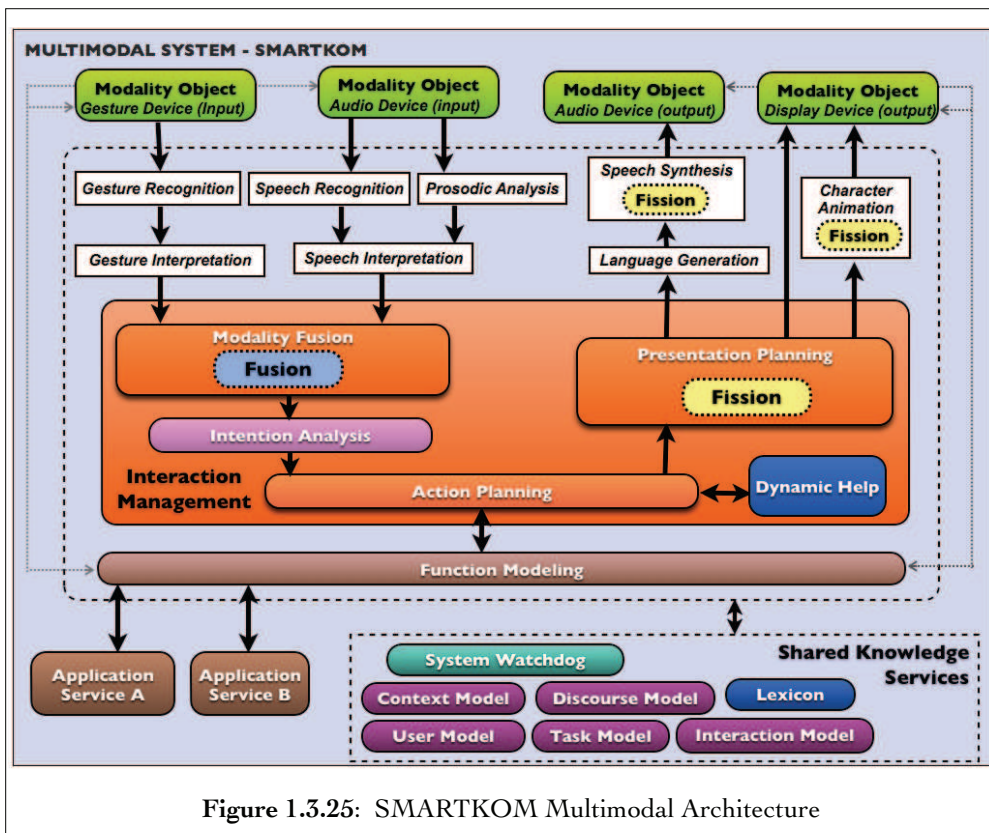 MULTIMODAL SYSTEM - SMARTKOM
Modality Object
Gesture Device (Input)
Modality Object
Audio Device (input)
Modality Object
Audio Device (output)
Modality Object
Display Device (output)
Gesture Recognition
Speech Recognition
Prosodic Analysis
Speech Synthesis
Fission
Character
Animation
Fission
Gesture Interpretation
Speech Interpretation
Language Generation
Modality Fusion
Fusion
Presentation Planning
Fission
Intention Analysis
Interaction
Management
Action Planning
Dynamic Help
Function Modeling
Application
Service A
Application
Service B
Shared Knowledge
Services
System Watchdog
Context Model
Discourse Model
Lexicon
User Model
Task Model
Interaction Model
Figure 1.3.25: SMARTKOM Multimodal Architecture